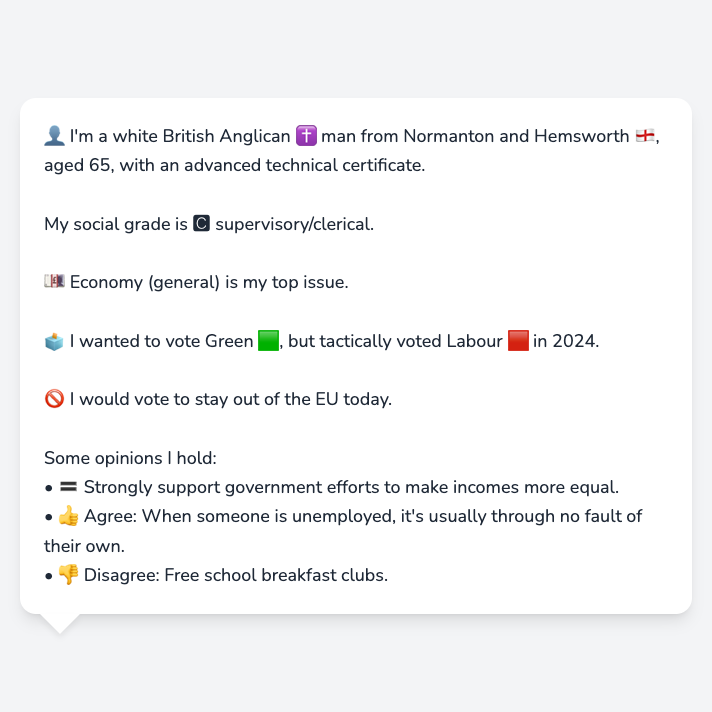 👤 I'm a white British Anglican ✝️ man from Normanton and Hemsworth 🏴󠁧󠁢󠁥󠁮󠁧󠁿,
aged 65, with an advanced technical certificate.
My social grade is 🅲 supervisory/clerical.
💷 Economy (general) is my top issue.
🗳️ I wanted to vote Green 🟩, but tactically voted Labour 🟥 in 2024.
🚫 I would vote to stay out of the EU today.
Some opinions I hold:
• 🟰 Strongly support government efforts to make incomes more equal.
• 👍 Agree: When someone is unemployed, it's usually through no fault of
their own.
• 👎 Disagree: Free school breakfast clubs.